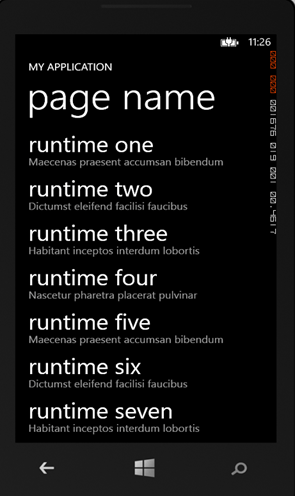 11:26
MY APPLICATION
page name
runtime one
Maecenas praesent accumsan bibendum
runtime two
Dictumst eleifend facilisi faucibus
runtime three
Habitant inceptos interdum lobortis
runtime four
Nascetur pharetra placerat pulvinar
runtime five
Maecenas praesent accumsan bibendum
runtime six
Dictumst eleifend facilisi faucibus
runtime seven
Habitant inceptos interdum lobortis
000 000 001576 019 001 00.4517